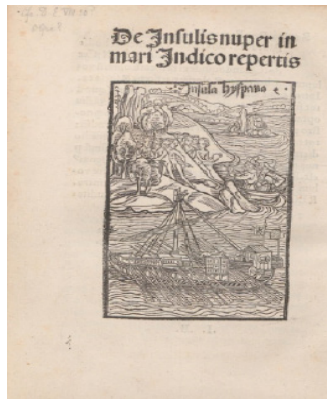 De Insulis nuper in
mari Indico repertis
Insula hyspana